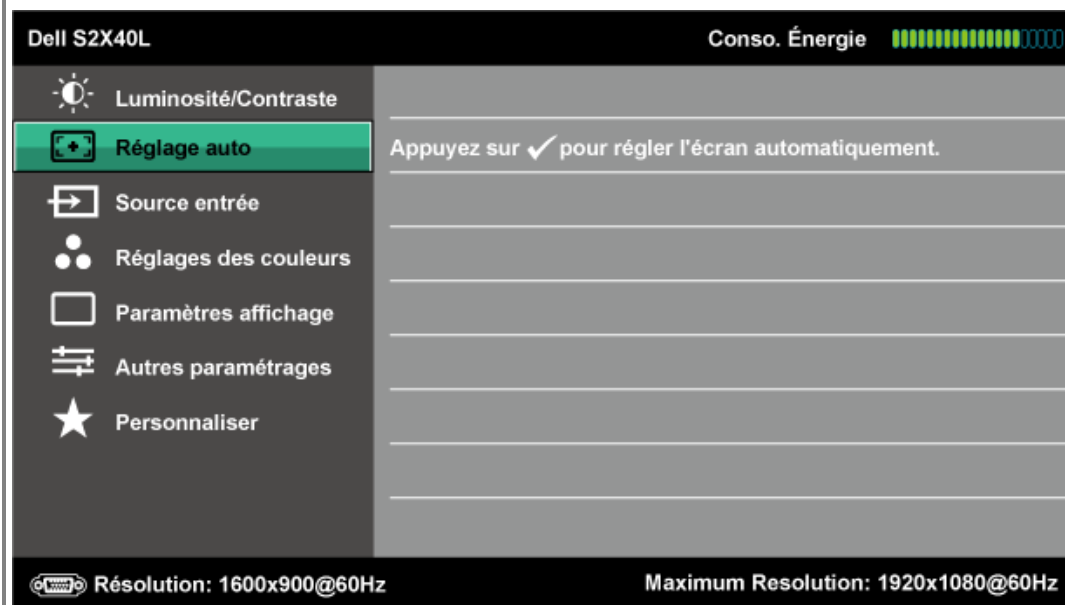 Dell S2X40L
Conso. Énergie
Luminosité/Contraste
Réglage auto
Appuyez sur ✓ pour régler l'écran automatiquement.
Source entrée
Réglages des couleurs
Paramètres affichage
Autres paramétrages
Personnaliser
Résolution: 1600x900@60Hz
Maximum Resolution: 1920x1080@60Hz